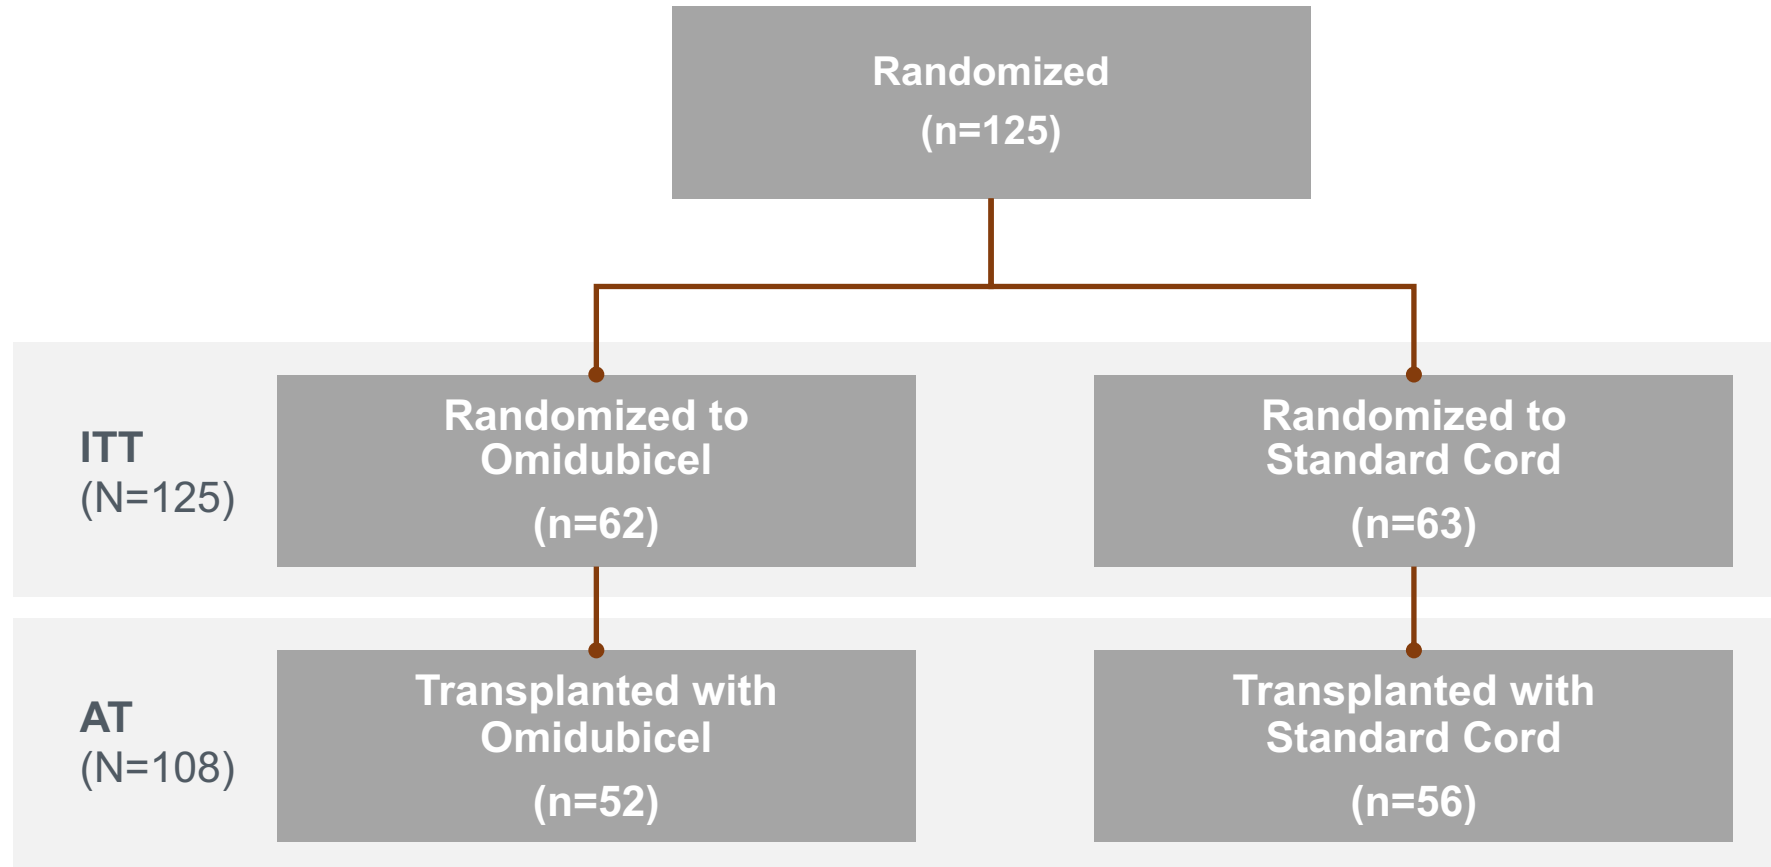 Randomized
(n=125)
ITT
(N=125)
Randomized to
Omidubicel
(n=62)
Randomized to
Standard Cord
(n=63)
AT
(N=108)
Transplanted with
Omidubicel
(n=52)
Transplanted with
Standard Cord
(n=56)